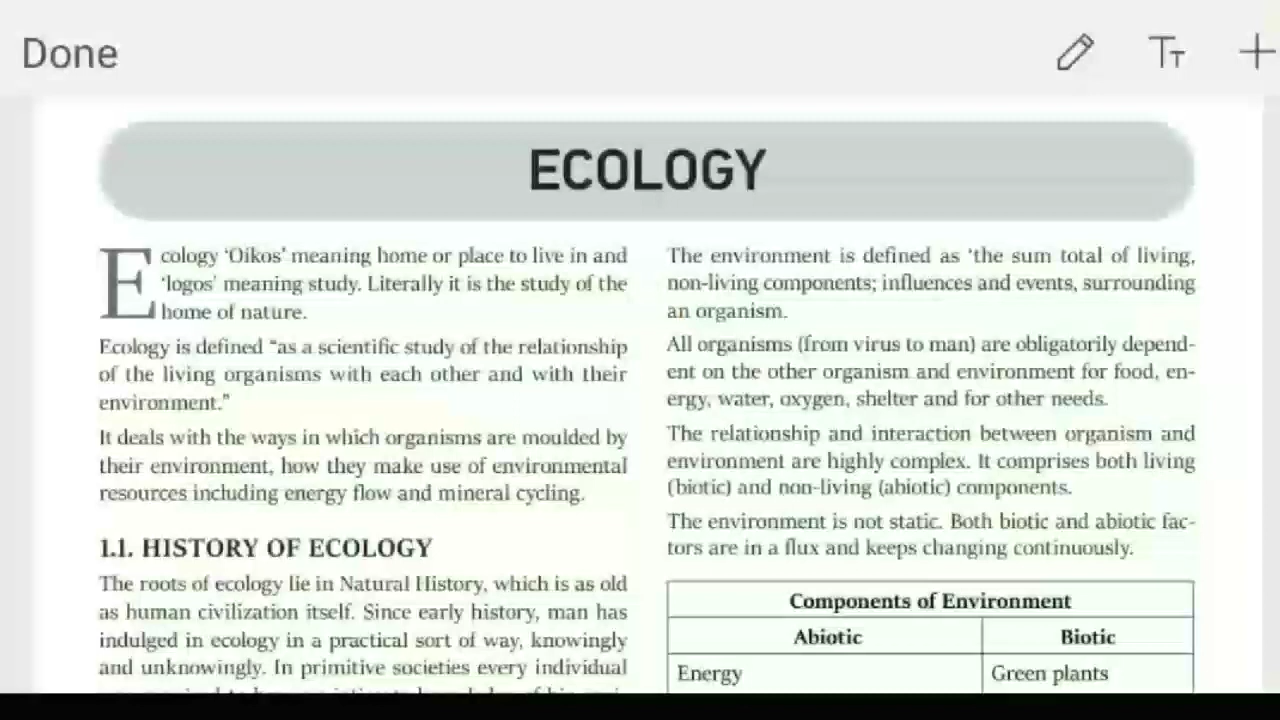 Done
Tт
ECOLOGY
Ecology ‘Oikos’ meaning home or place to live in and
‘logos’ meaning study. Literally it is the study of the
home of nature.
Ecology is defined “as a scientific study of the relationship
of the living organisms with each other and with their
environment.”
It deals with the ways in which organisms are moulded by
their environment, how they make use of environmental
resources including energy flow and mineral cycling.
1.1. HISTORY OF ECOLOGY
The roots of ecology lie in Natural History, which is as old
as human civilization itself. Since early history, man has
indulged in ecology in a practical sort of way, knowingly
and unknowingly. In primitive societies every individual
The environment is defined as ‘the sum total of living,
non-living components; influences and events, surrounding
an organism.
All organisms (from virus to man) are obligatorily depend-
ent on the other organism and environment for food, en-
ergy, water, oxygen, shelter and for other needs.
The relationship and interaction between organism and
environment are highly complex. It comprises both living
(biotic) and non-living (abiotic) components.
The environment is not static. Both biotic and abiotic fac-
tors are in a flux and keeps changing continuously.
Components of Environment
Abiotic Biotic
Energy Green plants